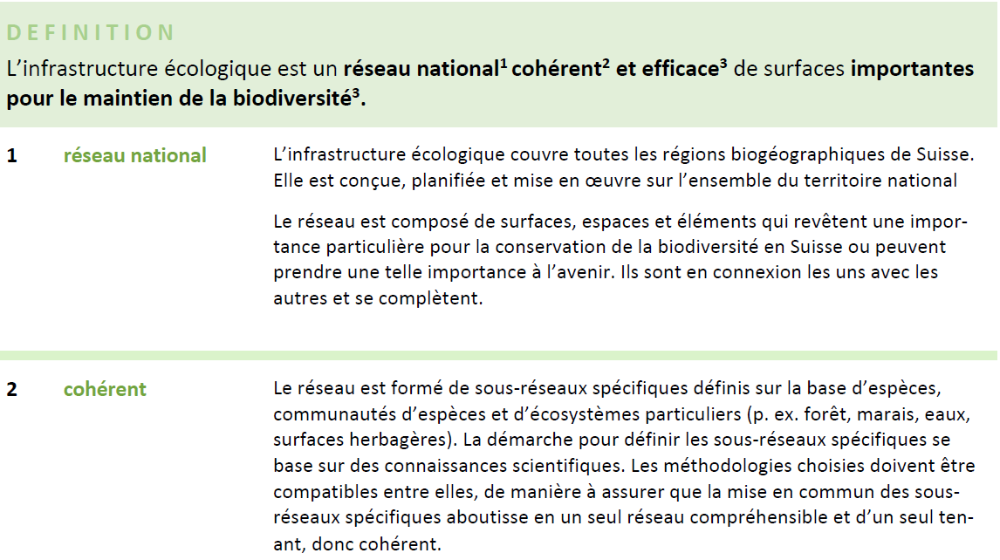 DEFINITION
L’infrastructure écologique est un réseau national¹ cohérent² et efficace³ de surfaces importantes
pour le maintien de la biodiversité³.
1 réseau national L’infrastructure écologique couvre toutes les régions biogéographiques de Suisse.
Elle est conçue, planifiée et mise en œuvre sur l’ensemble du territoire national
Le réseau est composé de surfaces, espaces et éléments qui revêtent une impor-
tance particulière pour la conservation de la biodiversité en Suisse ou peuvent
prendre une telle importance à l’avenir. Ils sont en connexion les uns avec les
autres et se complètent.
2 cohérent Le réseau est formé de sous-réseaux spécifiques définis sur la base d’espèces,
communautés d’espèces et d’écosystèmes particuliers (p. ex. forêt, marais, eaux,
surfaces herbagères). La démarche pour définir les sous-réseaux spécifiques se
base sur des connaissances scientifiques. Les méthodologies choisies doivent être
compatibles entre elles, de manière à assurer que la mise en commun des sous-
réseaux spécifiques aboutisse en un seul réseau compréhensible et d’un seul ten-
ant, donc cohérent.